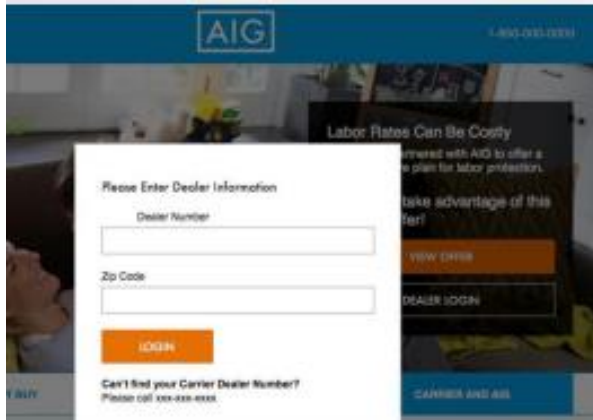 AIG
1-800-000-0000
Labor Rates Can Be Costly
partnered with AIG to offer a
plan for labor protection.
take advantage of this
Please Enter Dealer Information
Dealer Number
VIEW OFFER
Zip Code
DEALER LOGIN
LOGIN
Can't find your Carrier Dealer Number?
Please call xxx-xxx-xxxx
BUY
CARRIER AND AIG